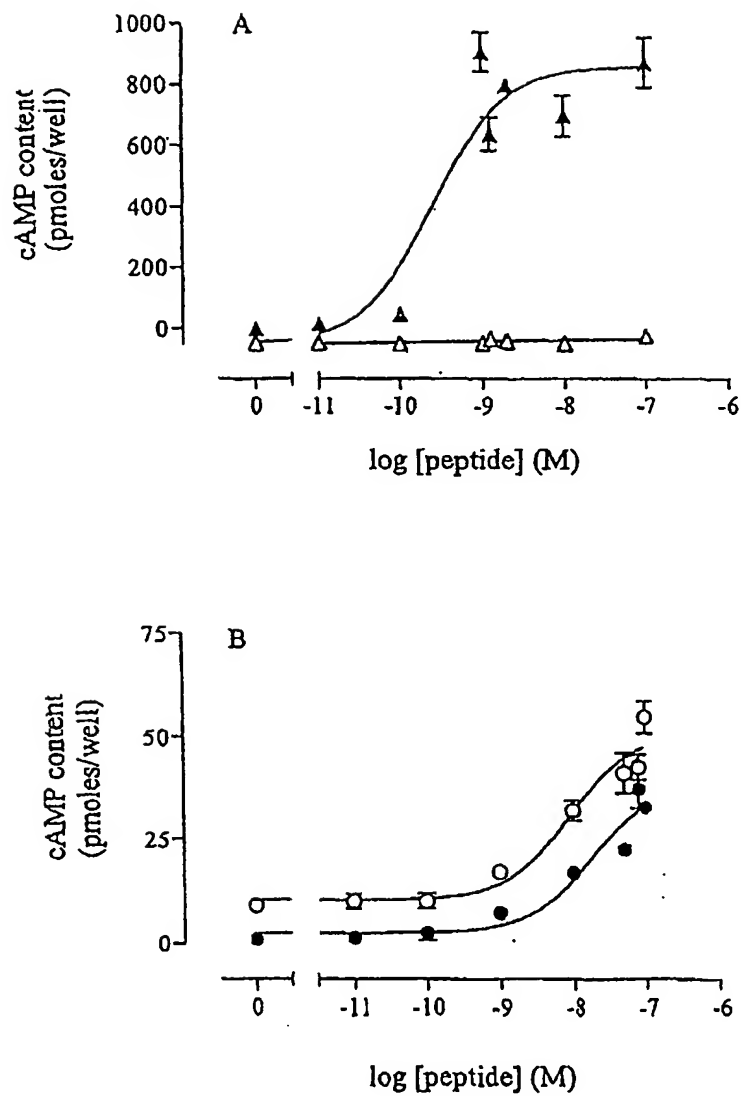 A
1000
800
600
400
200
0
cAMP content
(pmoles/well)
0 -11 -10 -9 -8 -7 -6
log [peptide] (M)
B
75
50
25
0
cAMP content
(pmoles/well)
0 -11 -10 -9 -8 -7 -6
log [peptide] (M)